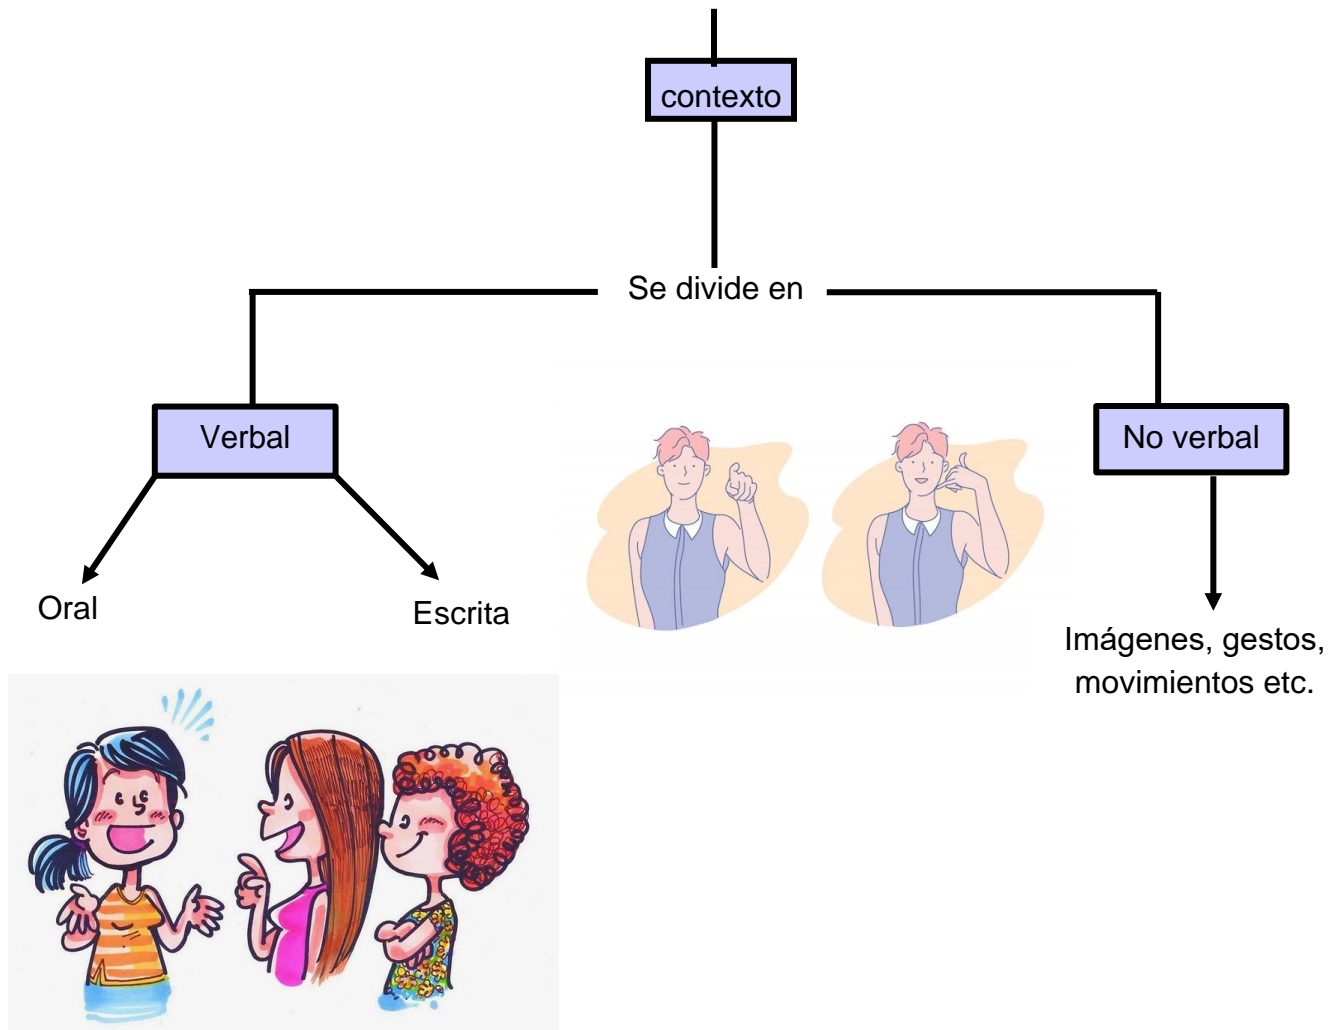 contexto
Se divide en
Verbal
No verbal
Oral
Escrita
Imágenes, gestos,
movimientos etc.